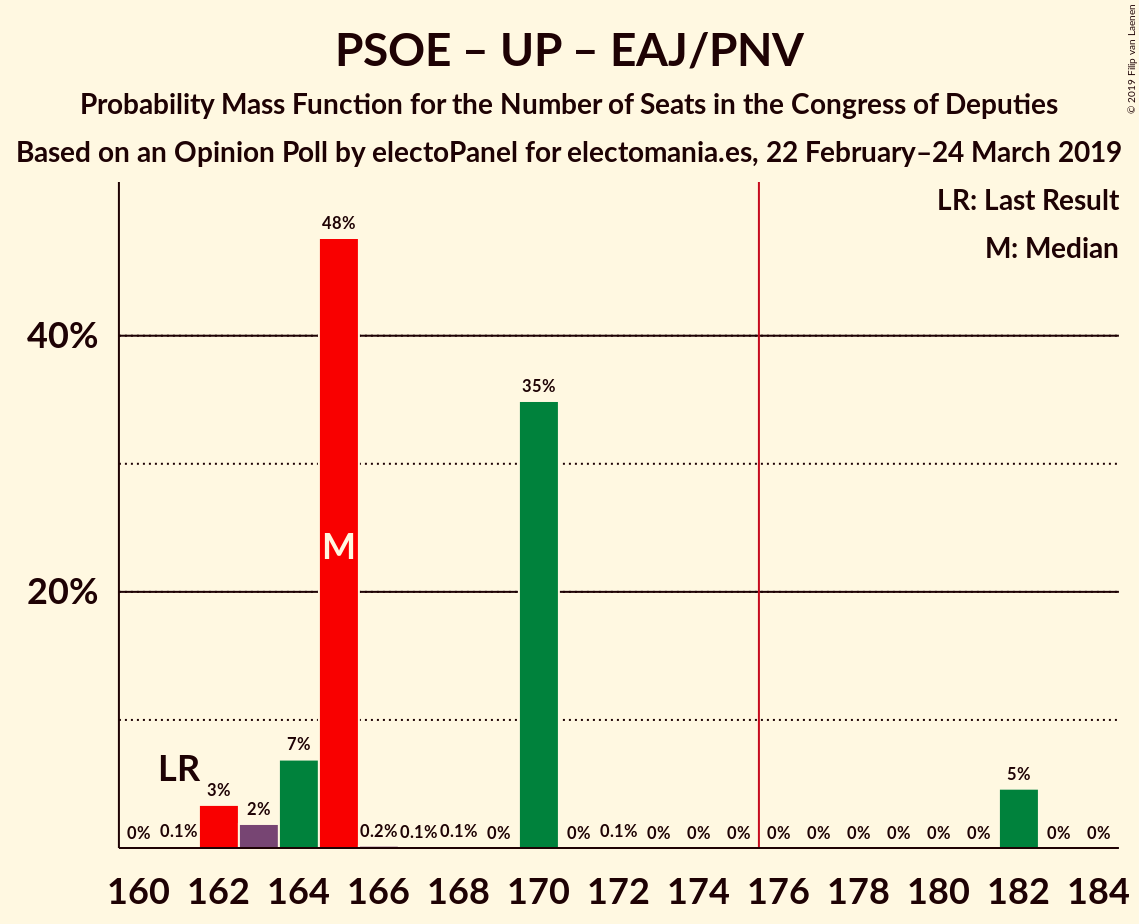 PSOE – UP – EAJ/PNV
Probability Mass Function for the Number of Seats in the Congress of Deputies
Based on an Opinion Poll by electoPanel for electomania.es, 22 February–24 March 2019
© 2019 Filip van Laenen
LR: Last Result
M: Median
48%
40%
35%
M
20%
LR
7%
3%
2%
5%
0% 0.1% 0.2% 0.1% 0.1% 0% 0% 0.1% 0% 0% 0% 0% 0% 0% 0% 0% 0% 0% 0%
160 162 164 166 168 170 172 174 176 178 180 182 184